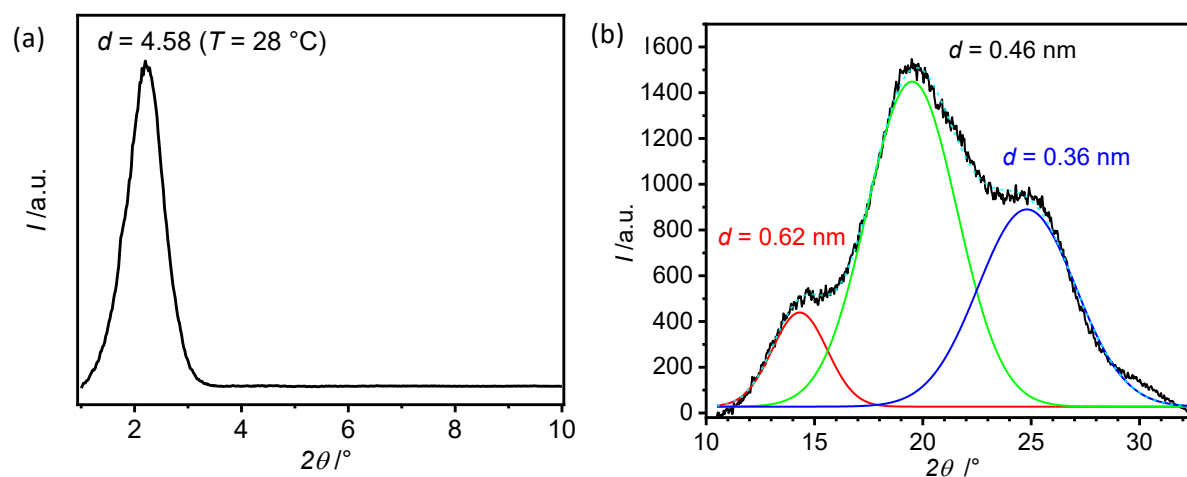 (a)
d = 4.58 (T = 28 °C)
I /a.u.
2 4 6 8 10
2θ /°
(b)
1600
1400
1200
1000
800
600
400
200
0
I /a.u.
d = 0.46 nm
d = 0.36 nm
d = 0.62 nm
10 15 20 25 30
2θ /°